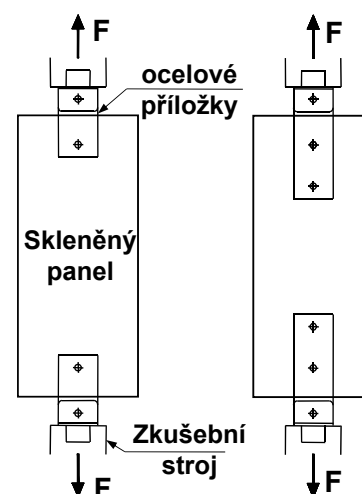 F
F
ocelové
příložky
Skleněný
panel
Zkušební
stroj
F
F